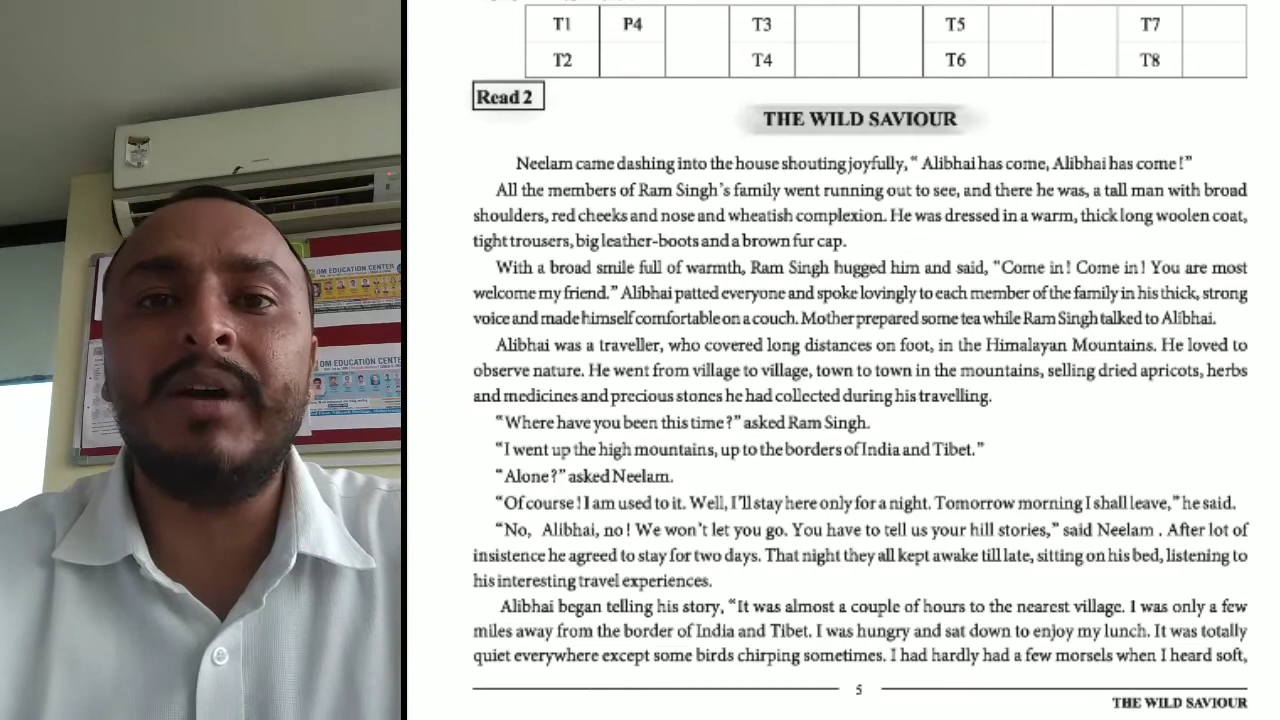 T1 P4 T3 T5 T7
T2 T4 T6 T8
Read 2
THE WILD SAVIOUR
Neelam came dashing into the house shouting joyfully, “ Alibhai has come, Alibhai has come!”
All the members of Ram Singh’s family went running out to see, and there he was, a tall man with broad
shoulders, red cheeks and nose and wheatish complexion. He was dressed in a warm, thick long woolen coat,
tight trousers, big leather-boots and a brown fur cap.
With a broad smile full of warmth, Ram Singh hugged him and said, "Come in! Come in! You are most
welcome my friend.” Alibhai patted everyone and spoke lovingly to each member of the family in his thick, strong
voice and made himself comfortable on a couch. Mother prepared some tea while Ram Singh talked to Alibhai.
Alibhai was a traveller, who covered long distances on foot, in the Himalayan Mountains. He loved to
observe nature. He went from village to village, town to town in the mountains, selling dried apricots, herbs
and medicines and precious stones he had collected during his travelling.
“Where have you been this time?” asked Ram Singh.
“I went up the high mountains, up to the borders of India and Tibet.”
“Alone?” asked Neelam.
“Of course! I am used to it. Well, I’ll stay here only for a night. Tomorrow morning I shall leave,” he said.
“No, Alibhai, no! We won’t let you go. You have to tell us your hill stories,” said Neelam . After lot of
insistence he agreed to stay for two days. That night they all kept awake till late, sitting on his bed, listening to
his interesting travel experiences.
Alibhai began telling his story, “It was almost a couple of hours to the nearest village. I was only a few
miles away from the border of India and Tibet. I was hungry and sat down to enjoy my lunch. It was totally
quiet everywhere except some birds chirping sometimes. I had hardly had a few morsels when I heard soft,
5
THE WILD SAVIOUR
OM EDUCATION CENTER
OM EDUCATION CENTER